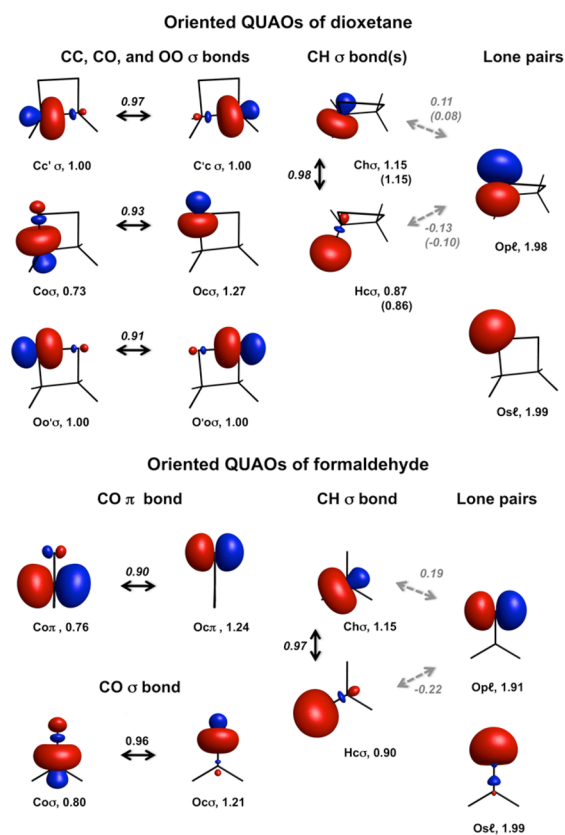 Oriented QUAOs of dioxetane
CC, CO, and OO σ bonds
CH σ bond(s)
Lone pairs
0.97
Cc' σ, 1.00
C'c σ, 1.00
0.11
(0.08)
0.98
Chσ, 1.15
(1.15)
0.93
Coσ, 0.73
Ocσ, 1.27
-0.13
(-0.10)
Hcσ, 0.87
(0.86)
Opℓ, 1.98
0.91
Oo'σ, 1.00
O'oσ, 1.00
Osℓ, 1.99
Oriented QUAOs of formaldehyde
CO π bond
CH σ bond
Lone pairs
0.90
Coπ , 0.76
Ocπ , 1.24
0.19
Chσ, 1.15
0.97
-0.22
Hcσ, 0.90
Opℓ, 1.91
CO σ bond
0.96
Coσ, 0.80
Ocσ, 1.21
Osℓ, 1.99